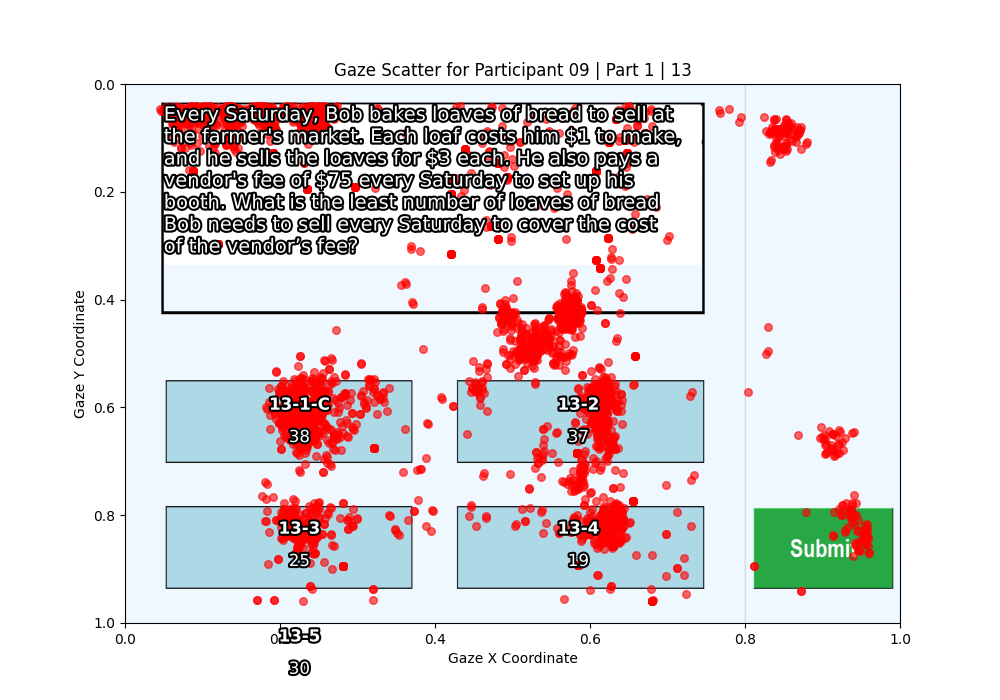 Gaze Scatter for Participant 09 | Part 1 | 13
Every Saturday, Bob bakes loaves of bread to sell at
the farmer's market. Each loaf costs him $1 to make,
and he sells the loaves for $3 each. He also pays a
vendor's fee of $75 every Saturday to set up his
booth. What is the least number of loaves of bread
Bob needs to sell every Saturday to cover the cost
of the vendor's fee?
13-1-C
38
13-2
37
13-3
25
13-4
19
Submit
13-5
30
0.0
0.2
0.4
0.6
0.8
1.0
Gaze Y Coordinate
0.0
0.2
0.4
0.6
0.8
1.0
Gaze X Coordinate